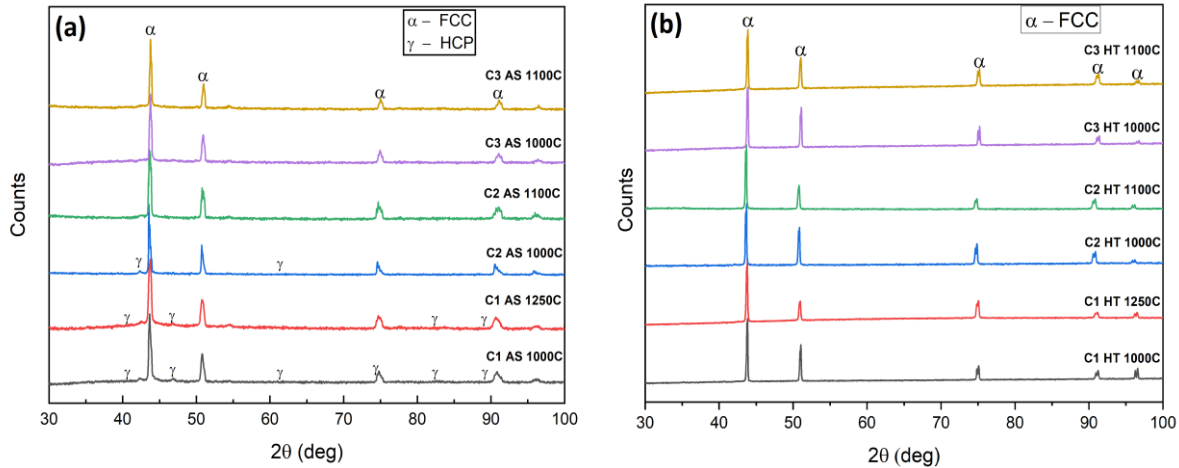 (a)
α – FCC
γ – HCP
α
α
α
α
C3 AS 1100C
C3 AS 1000C
C2 AS 1100C
C2 AS 1000C
γ
γ
C1 AS 1250C
γ
γ
γ
γ
C1 AS 1000C
γ
γ
γ
γ
γ
γ
Counts
30 40 50 60 70 80 90 100
2θ (deg)
(b)
α – FCC
α
α
α
α
α
C3 HT 1100C
C3 HT 1000C
C2 HT 1100C
C2 HT 1000C
C1 HT 1250C
C1 HT 1000C
Counts
30 40 50 60 70 80 90 100
2θ (deg)